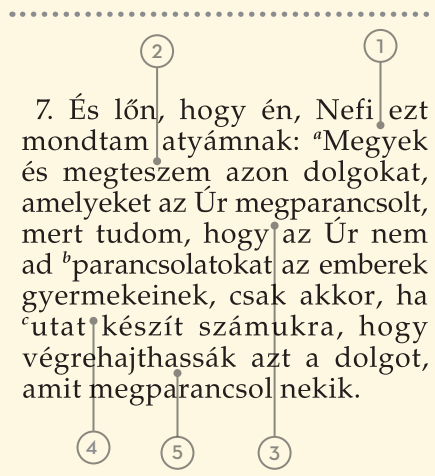 2
1
7. És lőn, hogy én, Nefi ezt
mondtam atyámnak: aMegyek
és megteszem azon dolgokat,
amelyeket az Úr megparancsolt,
mert tudom, hogy az Úr nem
ad bparancsolatokat az emberek
gyermekeinek, csak akkor, ha
cutat készít számukra, hogy
végrehajthassák azt a dolgot,
amit megparancsol nekik.
4
5
3